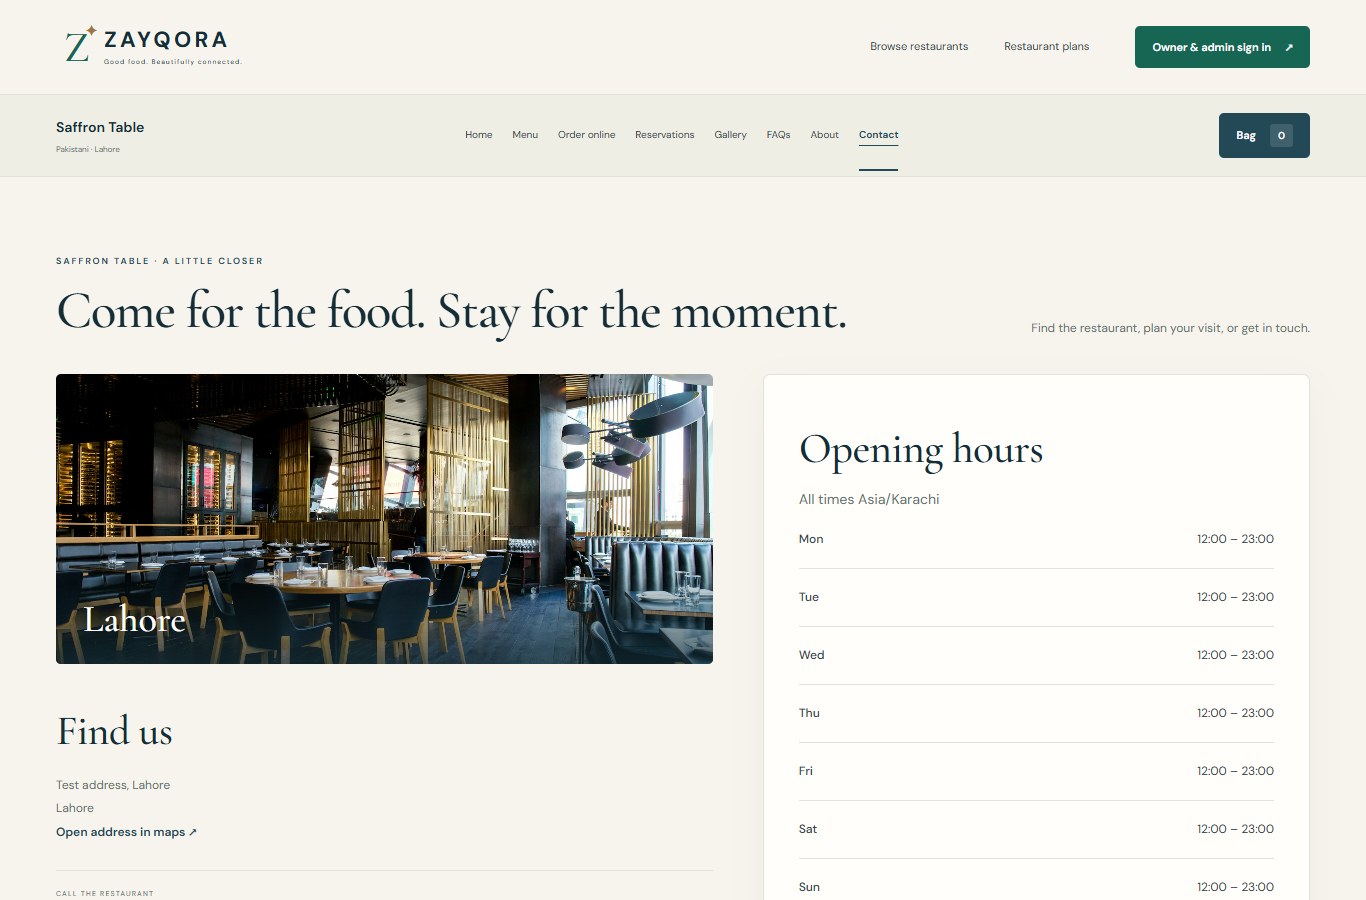 Z ZAYQORA
Good food. Beautifully connected.
Browse restaurants
Restaurant plans
Owner & admin sign in ↗
Saffron Table
Pakistani · Lahore
Home
Menu
Order online
Reservations
Gallery
FAQs
About
Contact
Bag 0
SAFFRON TABLE · A LITTLE CLOSER
Come for the food. Stay for the moment.
Find the restaurant, plan your visit, or get in touch.
Lahore
Find us
Test address, Lahore
Lahore
Open address in maps ↗
CALL THE RESTAURANT
Opening hours
All times Asia/Karachi
Mon 12:00 – 23:00
Tue 12:00 – 23:00
Wed 12:00 – 23:00
Thu 12:00 – 23:00
Fri 12:00 – 23:00
Sat 12:00 – 23:00
Sun 12:00 – 23:00